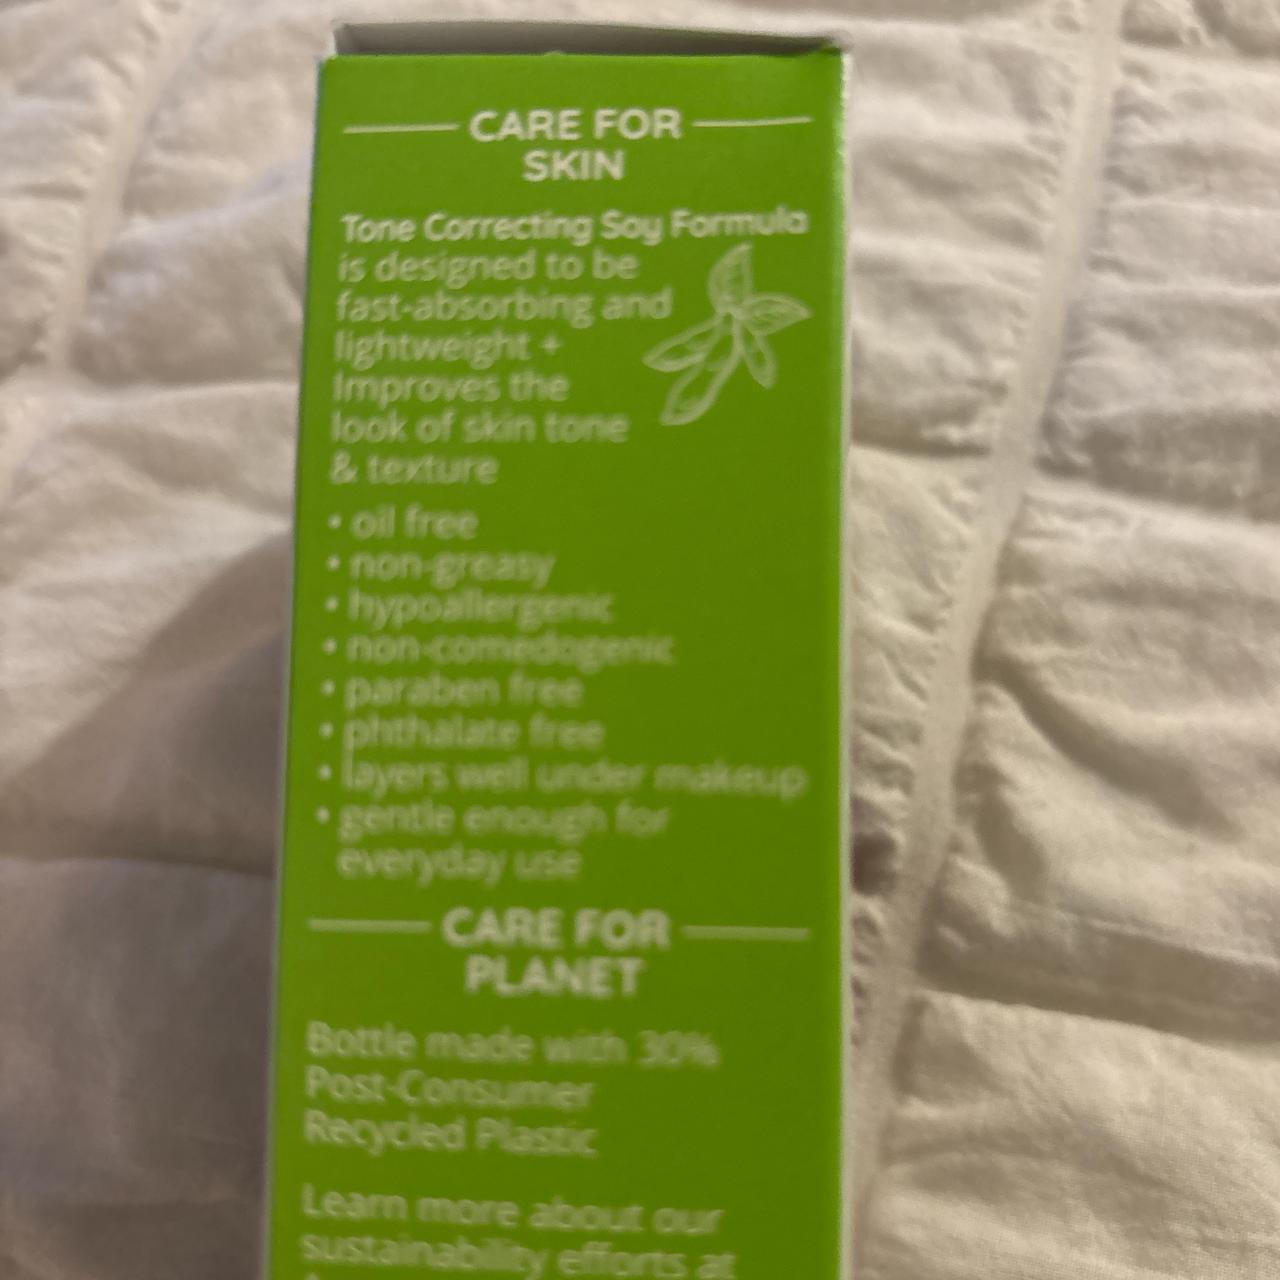 CARE FOR
SKIN
Tone Correcting Soy Formula
is designed to be
fast-absorbing and
lightweight +
Improves the
look of skin tone
& texture
• oil free
• non-greasy
• hypoallergenic
• non-comedogenic
• paraben free
• phthalate free
• layers well under makeup
• gentle enough for
everyday use
CARE FOR
PLANET
Bottle made with 30%
Post-Consumer
Recycled Plastic
Learn more about our
sustainability efforts at